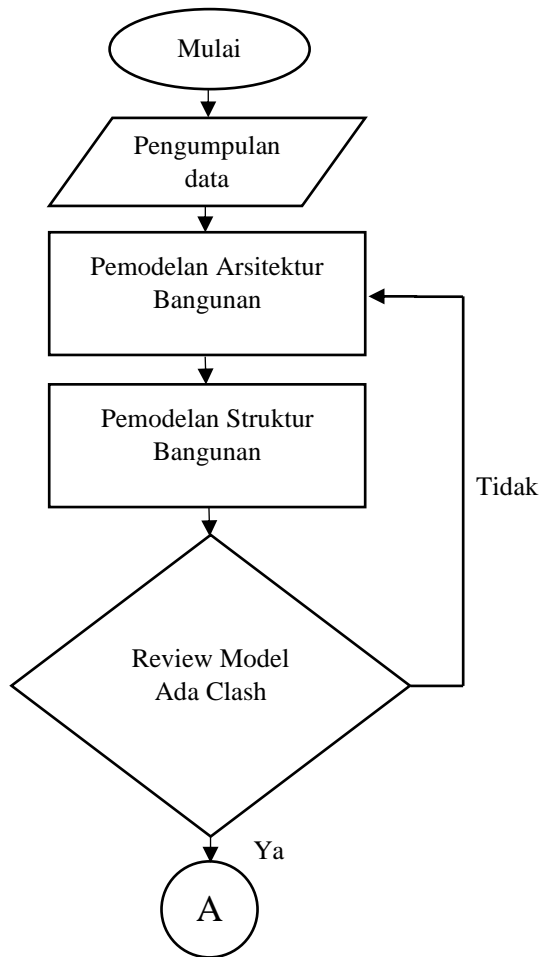 Mulai
Pengumpulan
data
Pemodelan Arsitektur
Bangunan
Pemodelan Struktur
Bangunan
Tidak
Review Model
Ada Clash
Ya
A